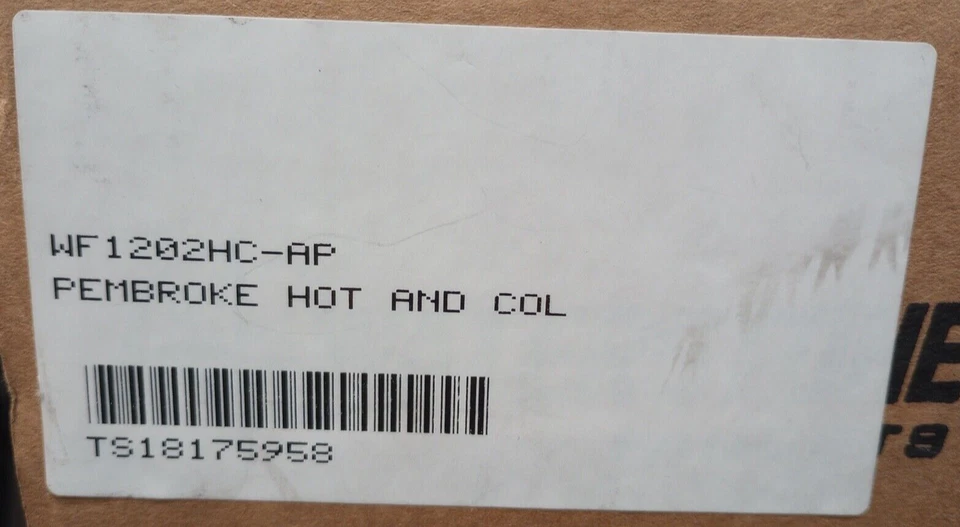 WF1202HC-AP
PEMBROKE HOT AND COL
TS18175958